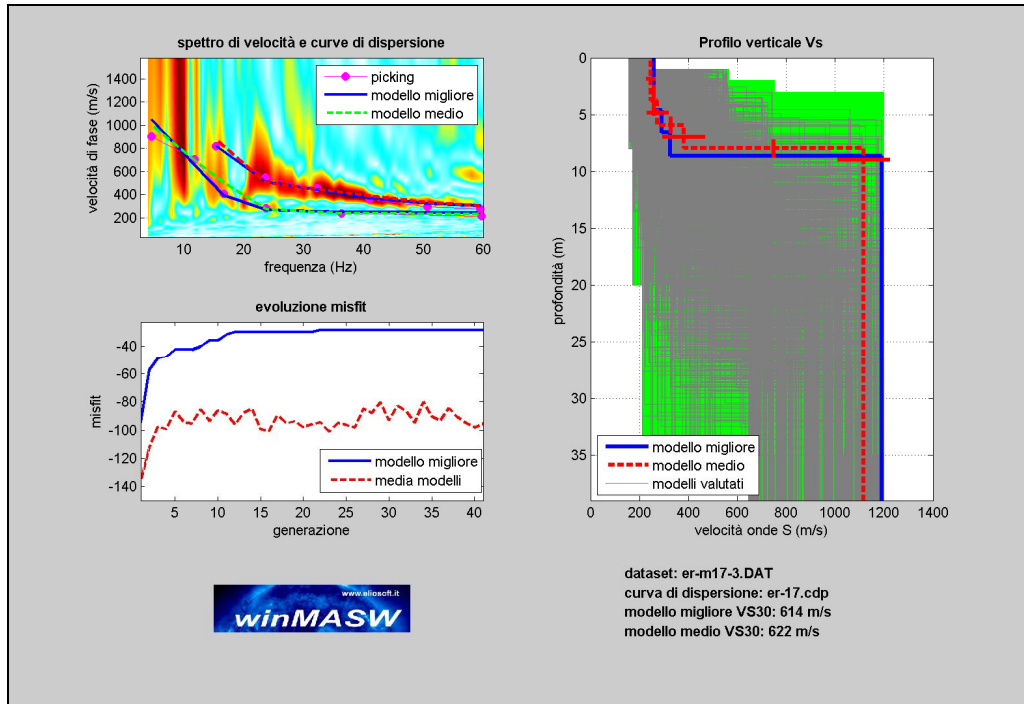 spettro di velocità e curve di dispersione
1400
1200
1000
800
600
400
200
velocità di fase (m/s)
picking
modello migliore
modello medio
10 20 30 40 50 60
frequenza (Hz)
evoluzione misfit
-40
-60
-80
-100
-120
-140
misfit
modello migliore
media modelli
5 10 15 20 25 30 35 40
generazione
www.eliosoft.it
winMASW
Profilo verticale Vs
0
5
10
15
20
25
30
35
profondità (m)
modello migliore
modello medio
modelli valutati
0 200 400 600 800 1000 1200 1400
velocità onde S (m/s)
dataset: er-m17-3.DAT
curva di dispersione: er-17.cdp
modello migliore VS30: 614 m/s
modello medio VS30: 622 m/s